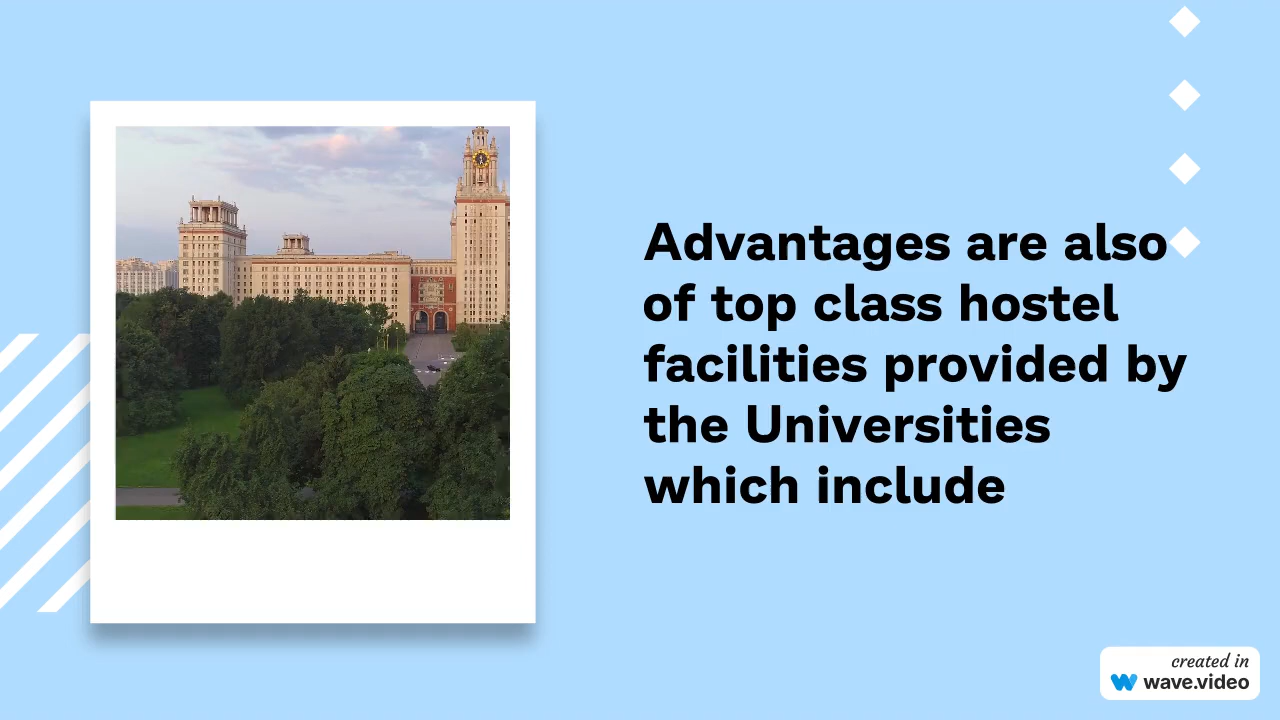 Advantages are also
of top class hostel
facilities provided by
the Universities
which include
created in
wave.video